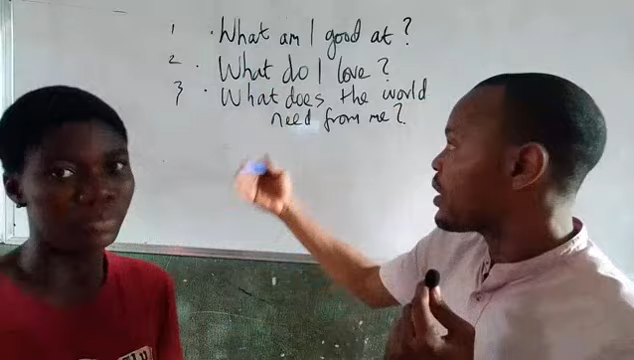 1 · What am I good at?
2 · What do I love?
3 · What does the world
need from me?